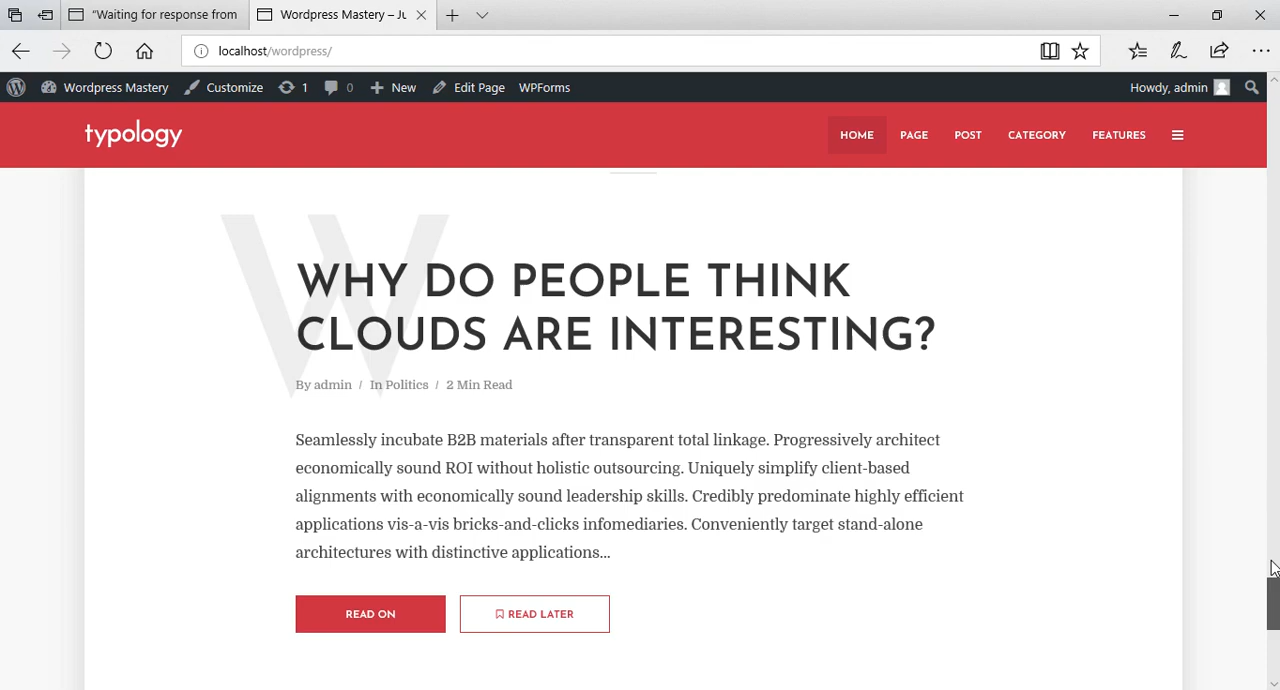 “Waiting for response from
Wordpress Mastery – Ju
localhost/wordpress/
Wordpress Mastery Customize 1 0 New Edit Page WPForms Howdy, admin
typology HOME PAGE POST CATEGORY FEATURES
W
WHY DO PEOPLE THINK
CLOUDS ARE INTERESTING?
By admin / In Politics / 2 Min Read
Seamlessly incubate B2B materials after transparent total linkage. Progressively architect
economically sound ROI without holistic outsourcing. Uniquely simplify client-based
alignments with economically sound leadership skills. Credibly predominate highly efficient
applications vis-a-vis bricks-and-clicks infomediaries. Conveniently target stand-alone
architectures with distinctive applications...
READ ON READ LATER